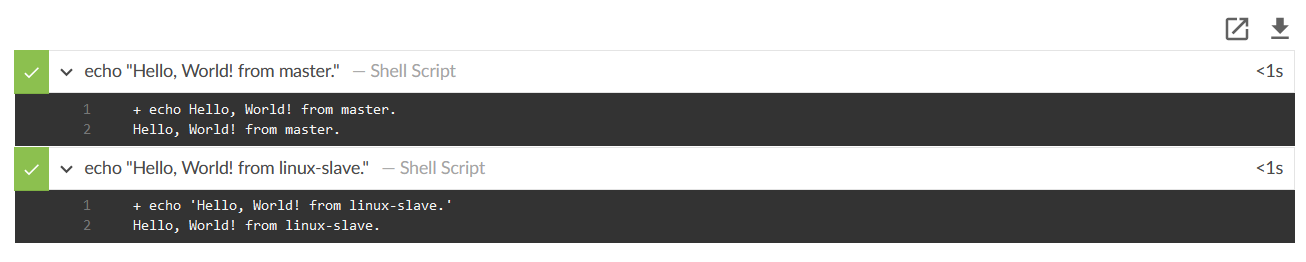 echo "Hello, World! from master." — Shell Script <1s
1 + echo Hello, World! from master.
2 Hello, World! from master.
echo "Hello, World! from linux-slave." — Shell Script <1s
1 + echo 'Hello, World! from linux-slave.'
2 Hello, World! from linux-slave.